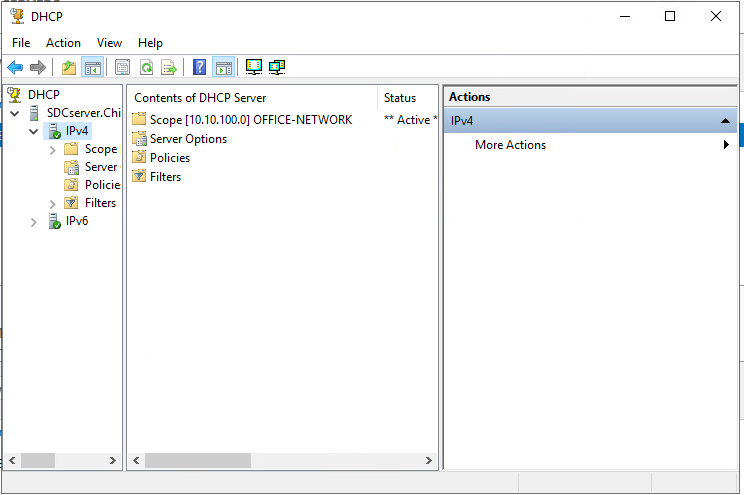 DHCP
File Action View Help
DHCP
SDCserver.Chi
IPv4
Scope
Server
Policie
Filters
IPv6
Contents of DHCP Server Status
Scope [10.10.100.0] OFFICE-NETWORK ** Active *
Server Options
Policies
Filters
Actions
IPv4
More Actions